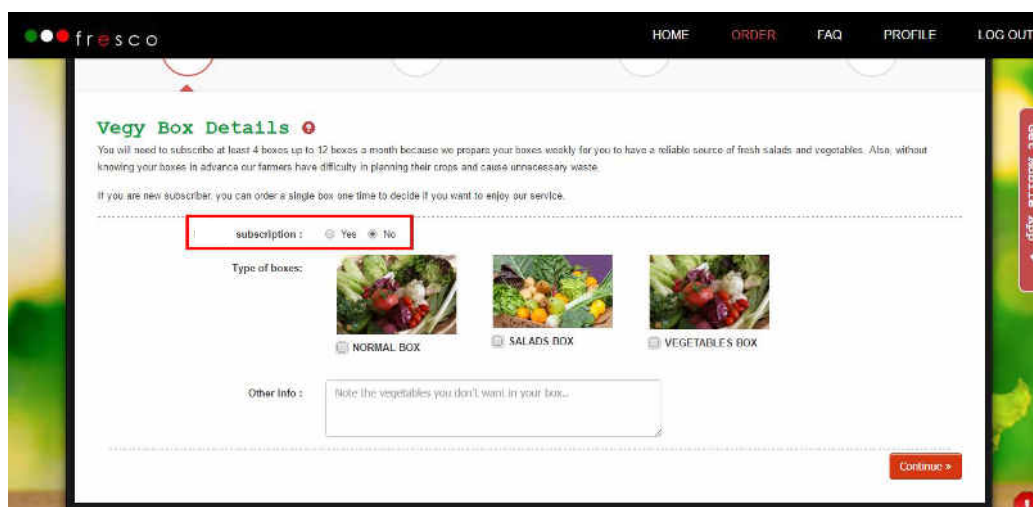 fresco
HOME ORDER FAQ PROFILE LOG OUT
Vegy Box Details
You will need to subscribe at least 4 boxes up to 12 boxes a month because we prepare your boxes weekly for you to have a reliable source of fresh salads and vegetables. Also, without
knowing your boxes in advance our farmers have difficulty in planning their crops and cause unnecessary waste.
If you are new subscriber, you can order a single box one time to decide if you want to enjoy our service.
subscription : Yes No
Type of boxes:
NORMAL BOX SALADS BOX VEGETABLES BOX
Other Info : Note the vegetables you don't want in your box...
Continue »